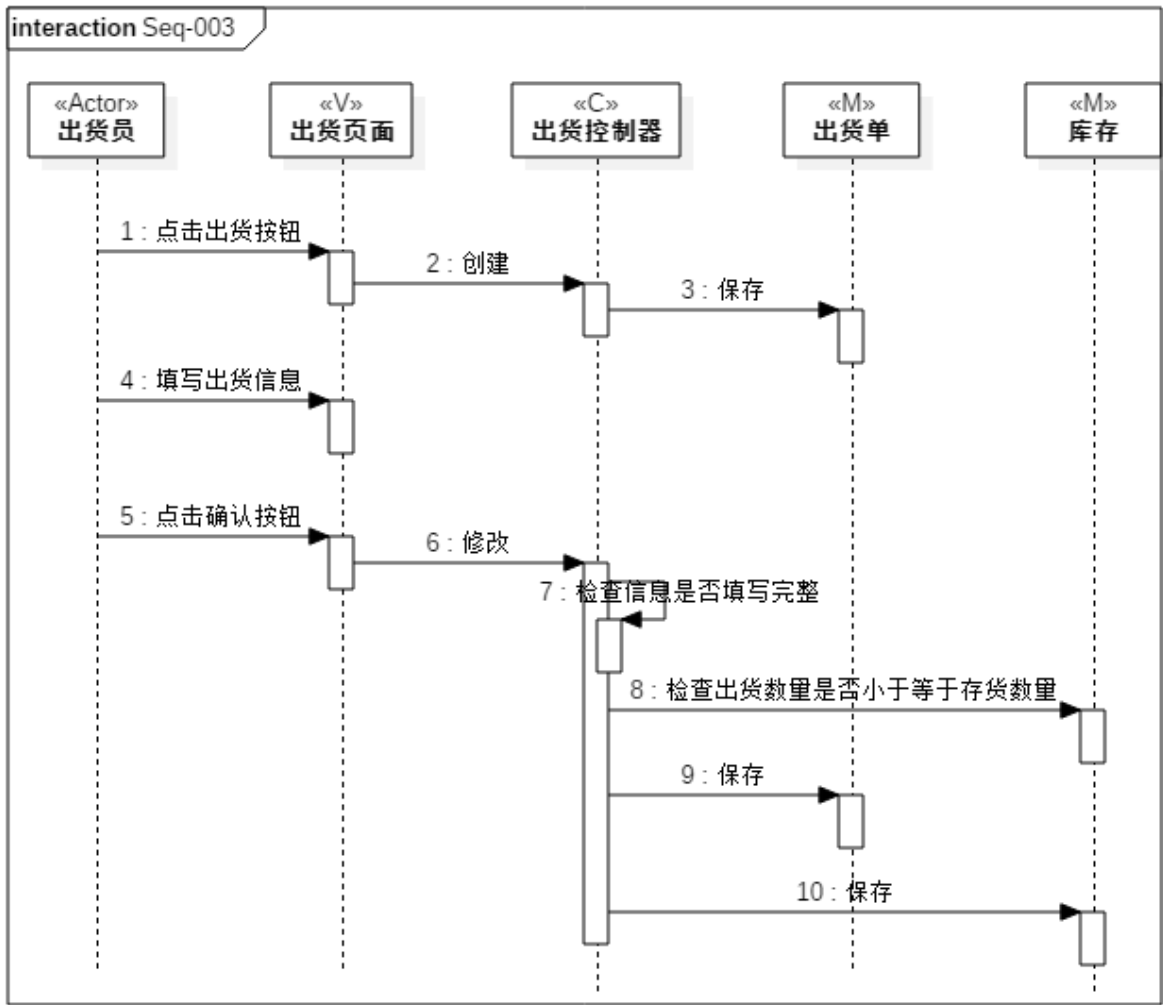 interaction Seq-003
«Actor»
出货员
«V»
出货页面
«C»
出货控制器
«M»
出货单
«M»
库存
1 : 点击出货按钮
2 : 创建
3 : 保存
4 : 填写出货信息
5 : 点击确认按钮
6 : 修改
7 : 检查信息是否填写完整
8 : 检查出货数量是否小于等于存货数量
9 : 保存
10 : 保存